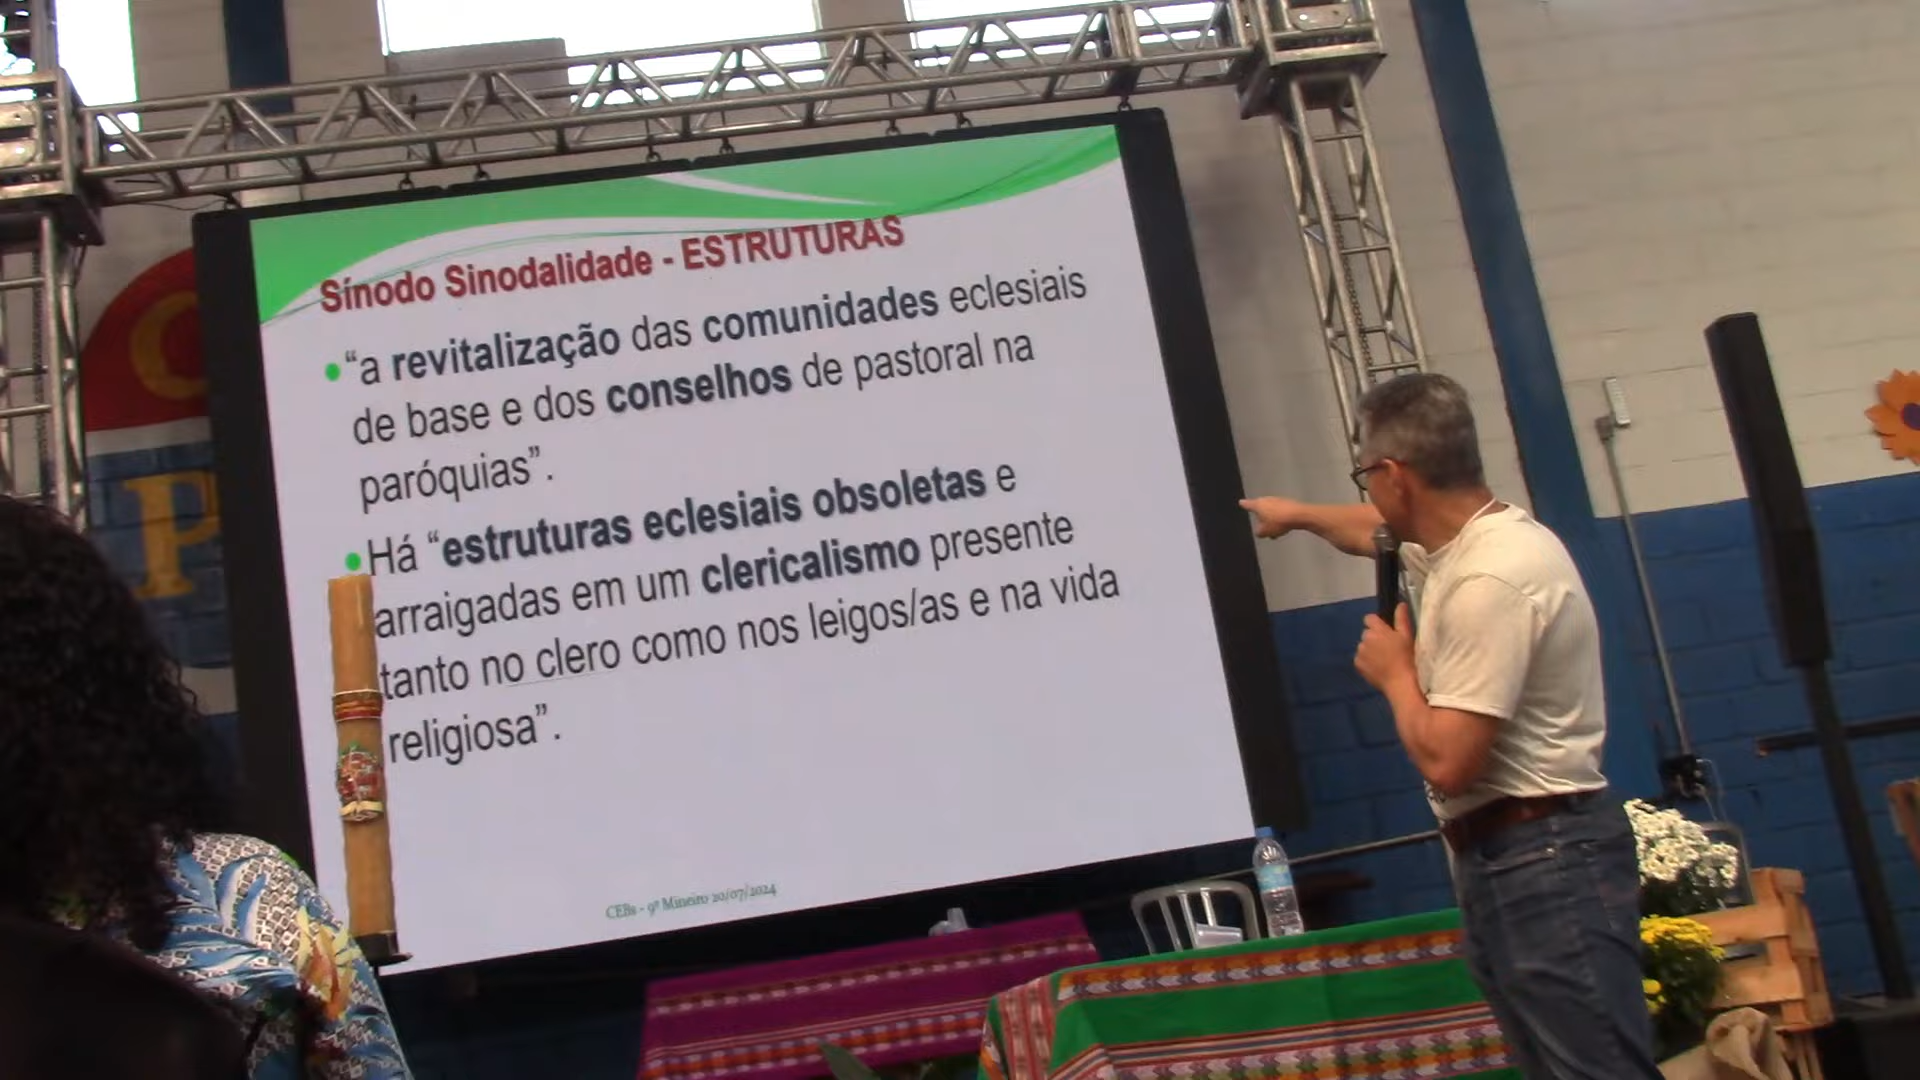 Sínodo Sinodalidade - ESTRUTURAS
“a revitalização das comunidades eclesiais
de base e dos conselhos de pastoral na
paróquias”.
Há “estruturas eclesiais obsoletas e
arraigadas em um clericalismo presente
tanto no clero como nos leigos/as e na vida
religiosa”.
CEBs - 9º Mineiro 20/07/2024
P